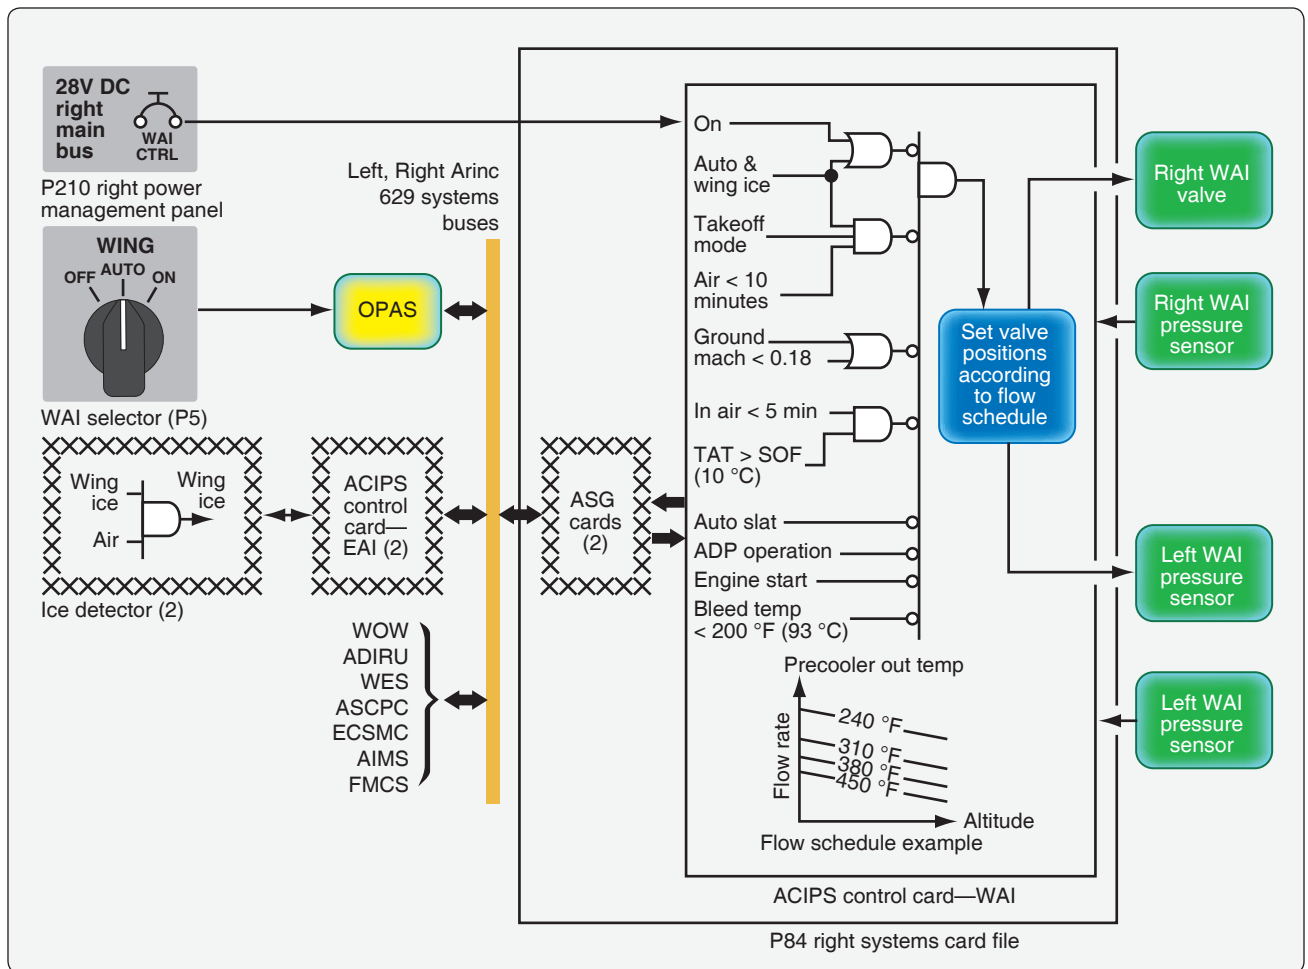 28V DC
right
main
bus
WAI
CTRL
P210 right power
management panel
WING
OFF
AUTO
ON
WAI selector (P5)
Left, Right Arinc
629 systems
buses
OPAS
Wing
ice
Wing
ice
Air
Ice detector (2)
ACIPS
control
card—
EAI (2)
WOW
ADIRU
WES
ASCPC
ECSMC
AIMS
FMCS
ASG
cards
(2)
On
Auto &
wing ice
Takeoff
mode
Air < 10
minutes
Ground
mach < 0.18
In air < 5 min
TAT > SOF
(10 °C)
Auto slat
ADP operation
Engine start
Bleed temp
< 200 °F (93 °C)
Set valve
positions
according
to flow
schedule
Precooler out temp
Flow rate
240 °F
310 °F
380 °F
450 °F
Altitude
Flow schedule example
ACIPS control card—WAI
P84 right systems card file
Right WAI
valve
Right WAI
pressure
sensor
Left WAI
pressure
sensor
Left WAI
pressure
sensor